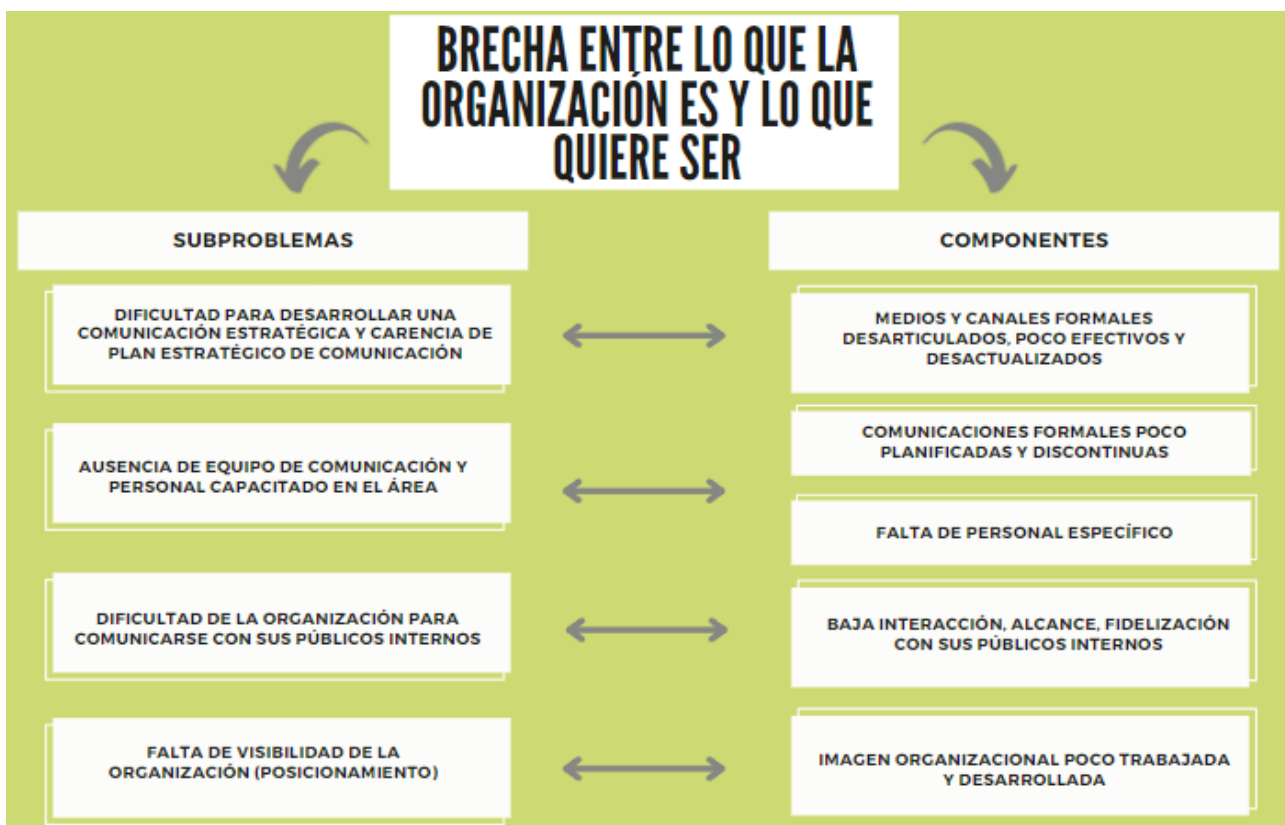 BRECHA ENTRE LO QUE LA
ORGANIZACIÓN ES Y LO QUE
QUIERE SER
SUBPROBLEMAS
COMPONENTES
DIFICULTAD PARA DESARROLLAR UNA
COMUNICACIÓN ESTRATÉGICA Y CARENCIA DE
PLAN ESTRATÉGICO DE COMUNICACIÓN
MEDIOS Y CANALES FORMALES
DESARTICULADOS, POCO EFECTIVOS Y
DESACTUALIZADOS
AUSENCIA DE EQUIPO DE COMUNICACIÓN Y
PERSONAL CAPACITADO EN EL ÁREA
COMUNICACIONES FORMALES POCO
PLANIFICADAS Y DISCONTINUAS
FALTA DE PERSONAL ESPECÍFICO
DIFICULTAD DE LA ORGANIZACIÓN PARA
COMUNICARSE CON SUS PÚBLICOS INTERNOS
BAJA INTERACCIÓN, ALCANCE, FIDELIZACIÓN
CON SUS PÚBLICOS INTERNOS
FALTA DE VISIBILIDAD DE LA
ORGANIZACIÓN (POSICIONAMIENTO)
IMAGEN ORGANIZACIONAL POCO TRABAJADA
Y DESARROLLADA